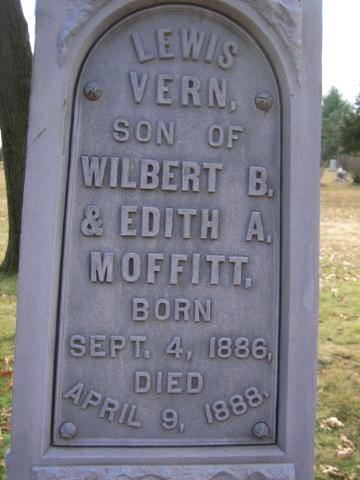 LEWIS
VERN,
SON OF
WILBERT B.
& EDITH A.
MOFFITT,
BORN
SEPT. 4, 1886,
DIED
APRIL 9, 1888.